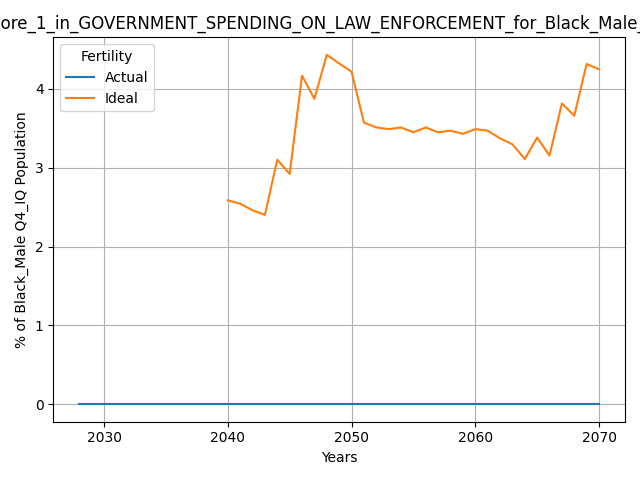 ore_1_in_GOVERNMENT_SPENDING_ON_LAW_ENFORCEMENT_for_Black_Male_
Fertility
Actual
Ideal
% of Black_Male Q4_IQ Population
4
3
2
1
0
2030 2040 2050 2060 2070
Years